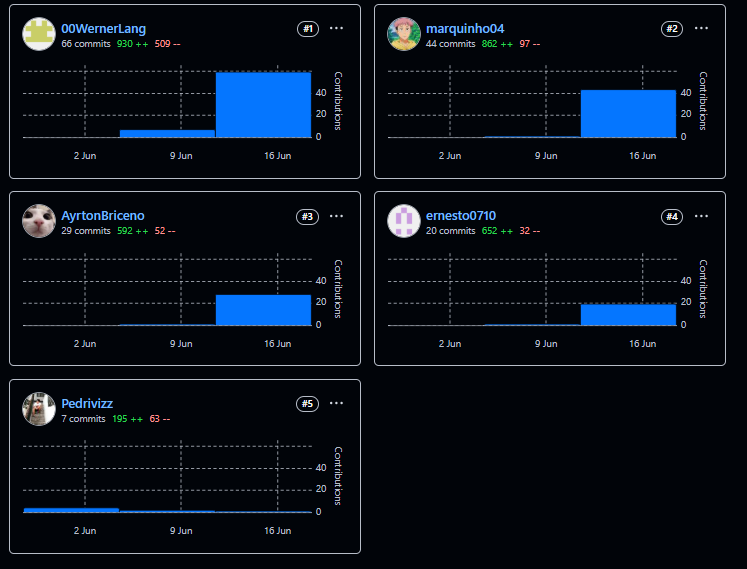 00WernerLang #1 ···
66 commits 930 ++ 509 --
Contributions
40
20
0
2 Jun 9 Jun 16 Jun
marquinho04 #2 ···
44 commits 862 ++ 97 --
Contributions
40
20
0
2 Jun 9 Jun 16 Jun
AyrtonBriceno #3 ···
29 commits 592 ++ 52 --
Contributions
40
20
0
2 Jun 9 Jun 16 Jun
ernesto0710 #4 ···
20 commits 652 ++ 32 --
Contributions
40
20
0
2 Jun 9 Jun 16 Jun
Pedrivizz #5 ···
7 commits 195 ++ 63 --
Contributions
40
20
0
2 Jun 9 Jun 16 Jun